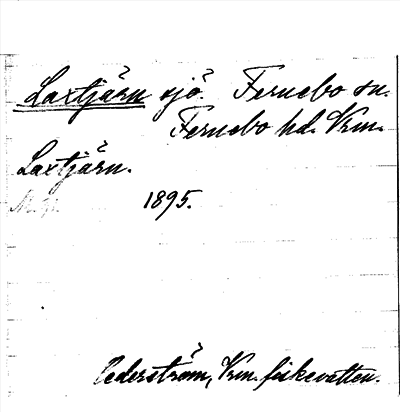 Laxtjärn sjö. Fernebo sn.
Fernebo hd. Vrm.
Laxtjärn.
1895.
Cederström, Vrm. fiskevatten.